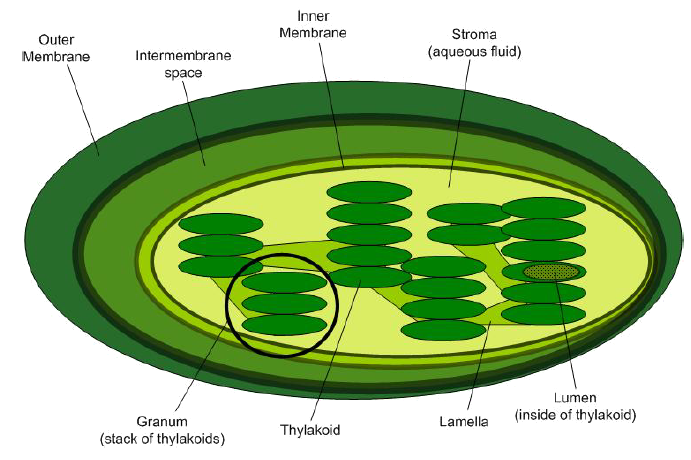 Inner
Membrane
Outer
Membrane
Intermembrane
space
Stroma
(aqueous fluid)
Granum
(stack of thylakoids)
Thylakoid
Lamella
Lumen
(inside of thylakoid)